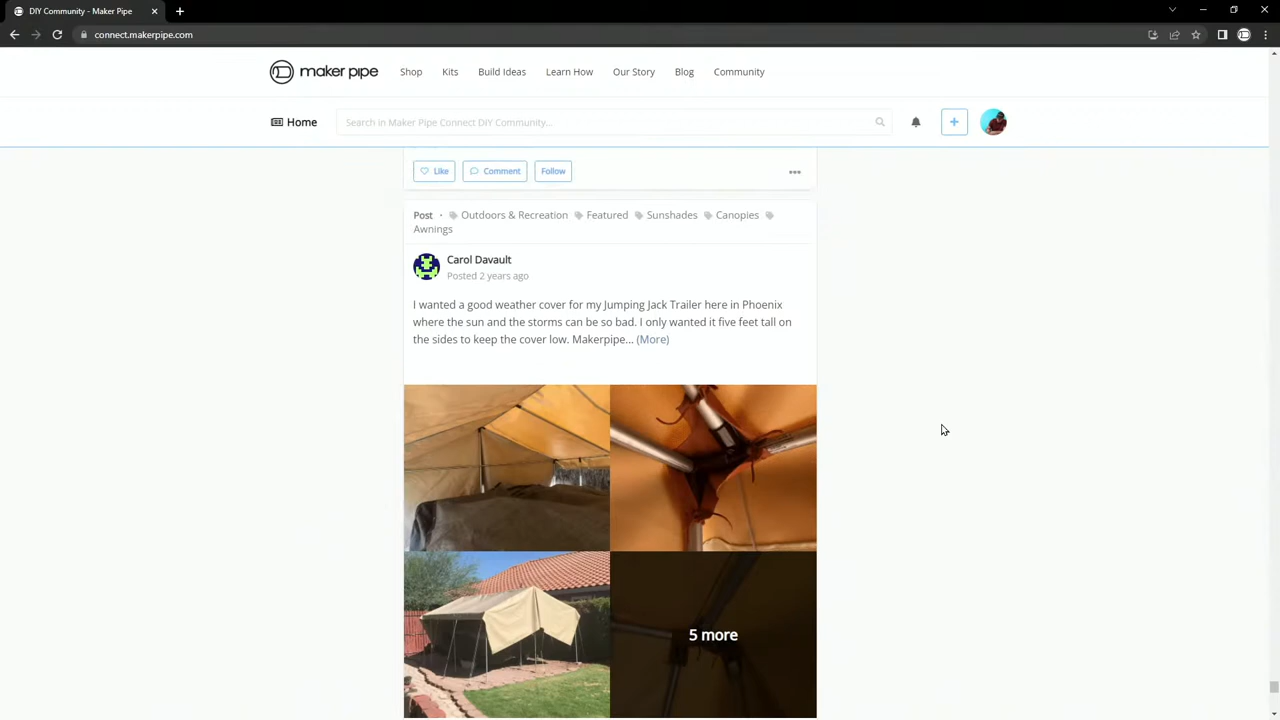 DIY Community - Maker Pipe
connect.makerpipe.com
maker pipe
Shop
Kits
Build Ideas
Learn How
Our Story
Blog
Community
Home
Search in Maker Pipe Connect DIY Community...
Like
Comment
Follow
Post · Outdoors & Recreation Featured Sunshades Canopies
Awnings
Carol Davault
Posted 2 years ago
I wanted a good weather cover for my Jumping Jack Trailer here in Phoenix
where the sun and the storms can be so bad. I only wanted it five feet tall on
the sides to keep the cover low. Makerpipe... (More)
5 more